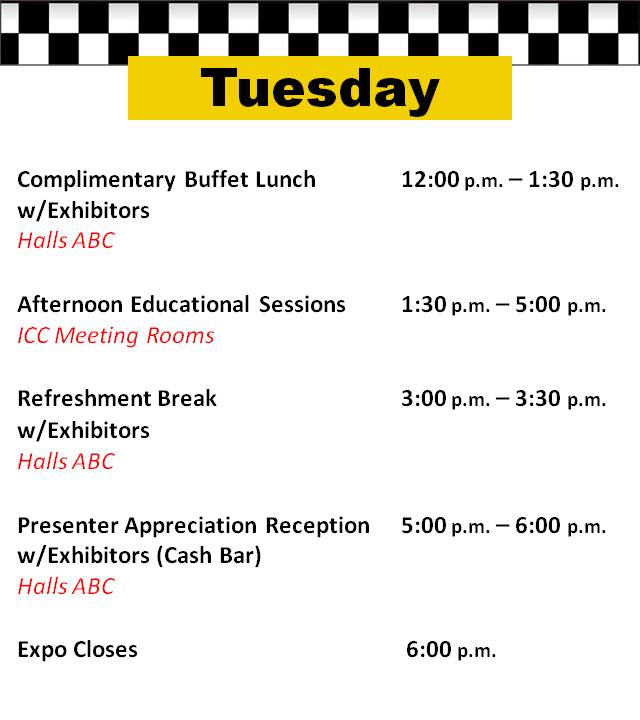 Tuesday
Complimentary Buffet Lunch 12:00 p.m. – 1:30 p.m.
w/Exhibitors
Halls ABC
Afternoon Educational Sessions 1:30 p.m. – 5:00 p.m.
ICC Meeting Rooms
Refreshment Break 3:00 p.m. – 3:30 p.m.
w/Exhibitors
Halls ABC
Presenter Appreciation Reception 5:00 p.m. – 6:00 p.m.
w/Exhibitors (Cash Bar)
Halls ABC
Expo Closes 6:00 p.m.